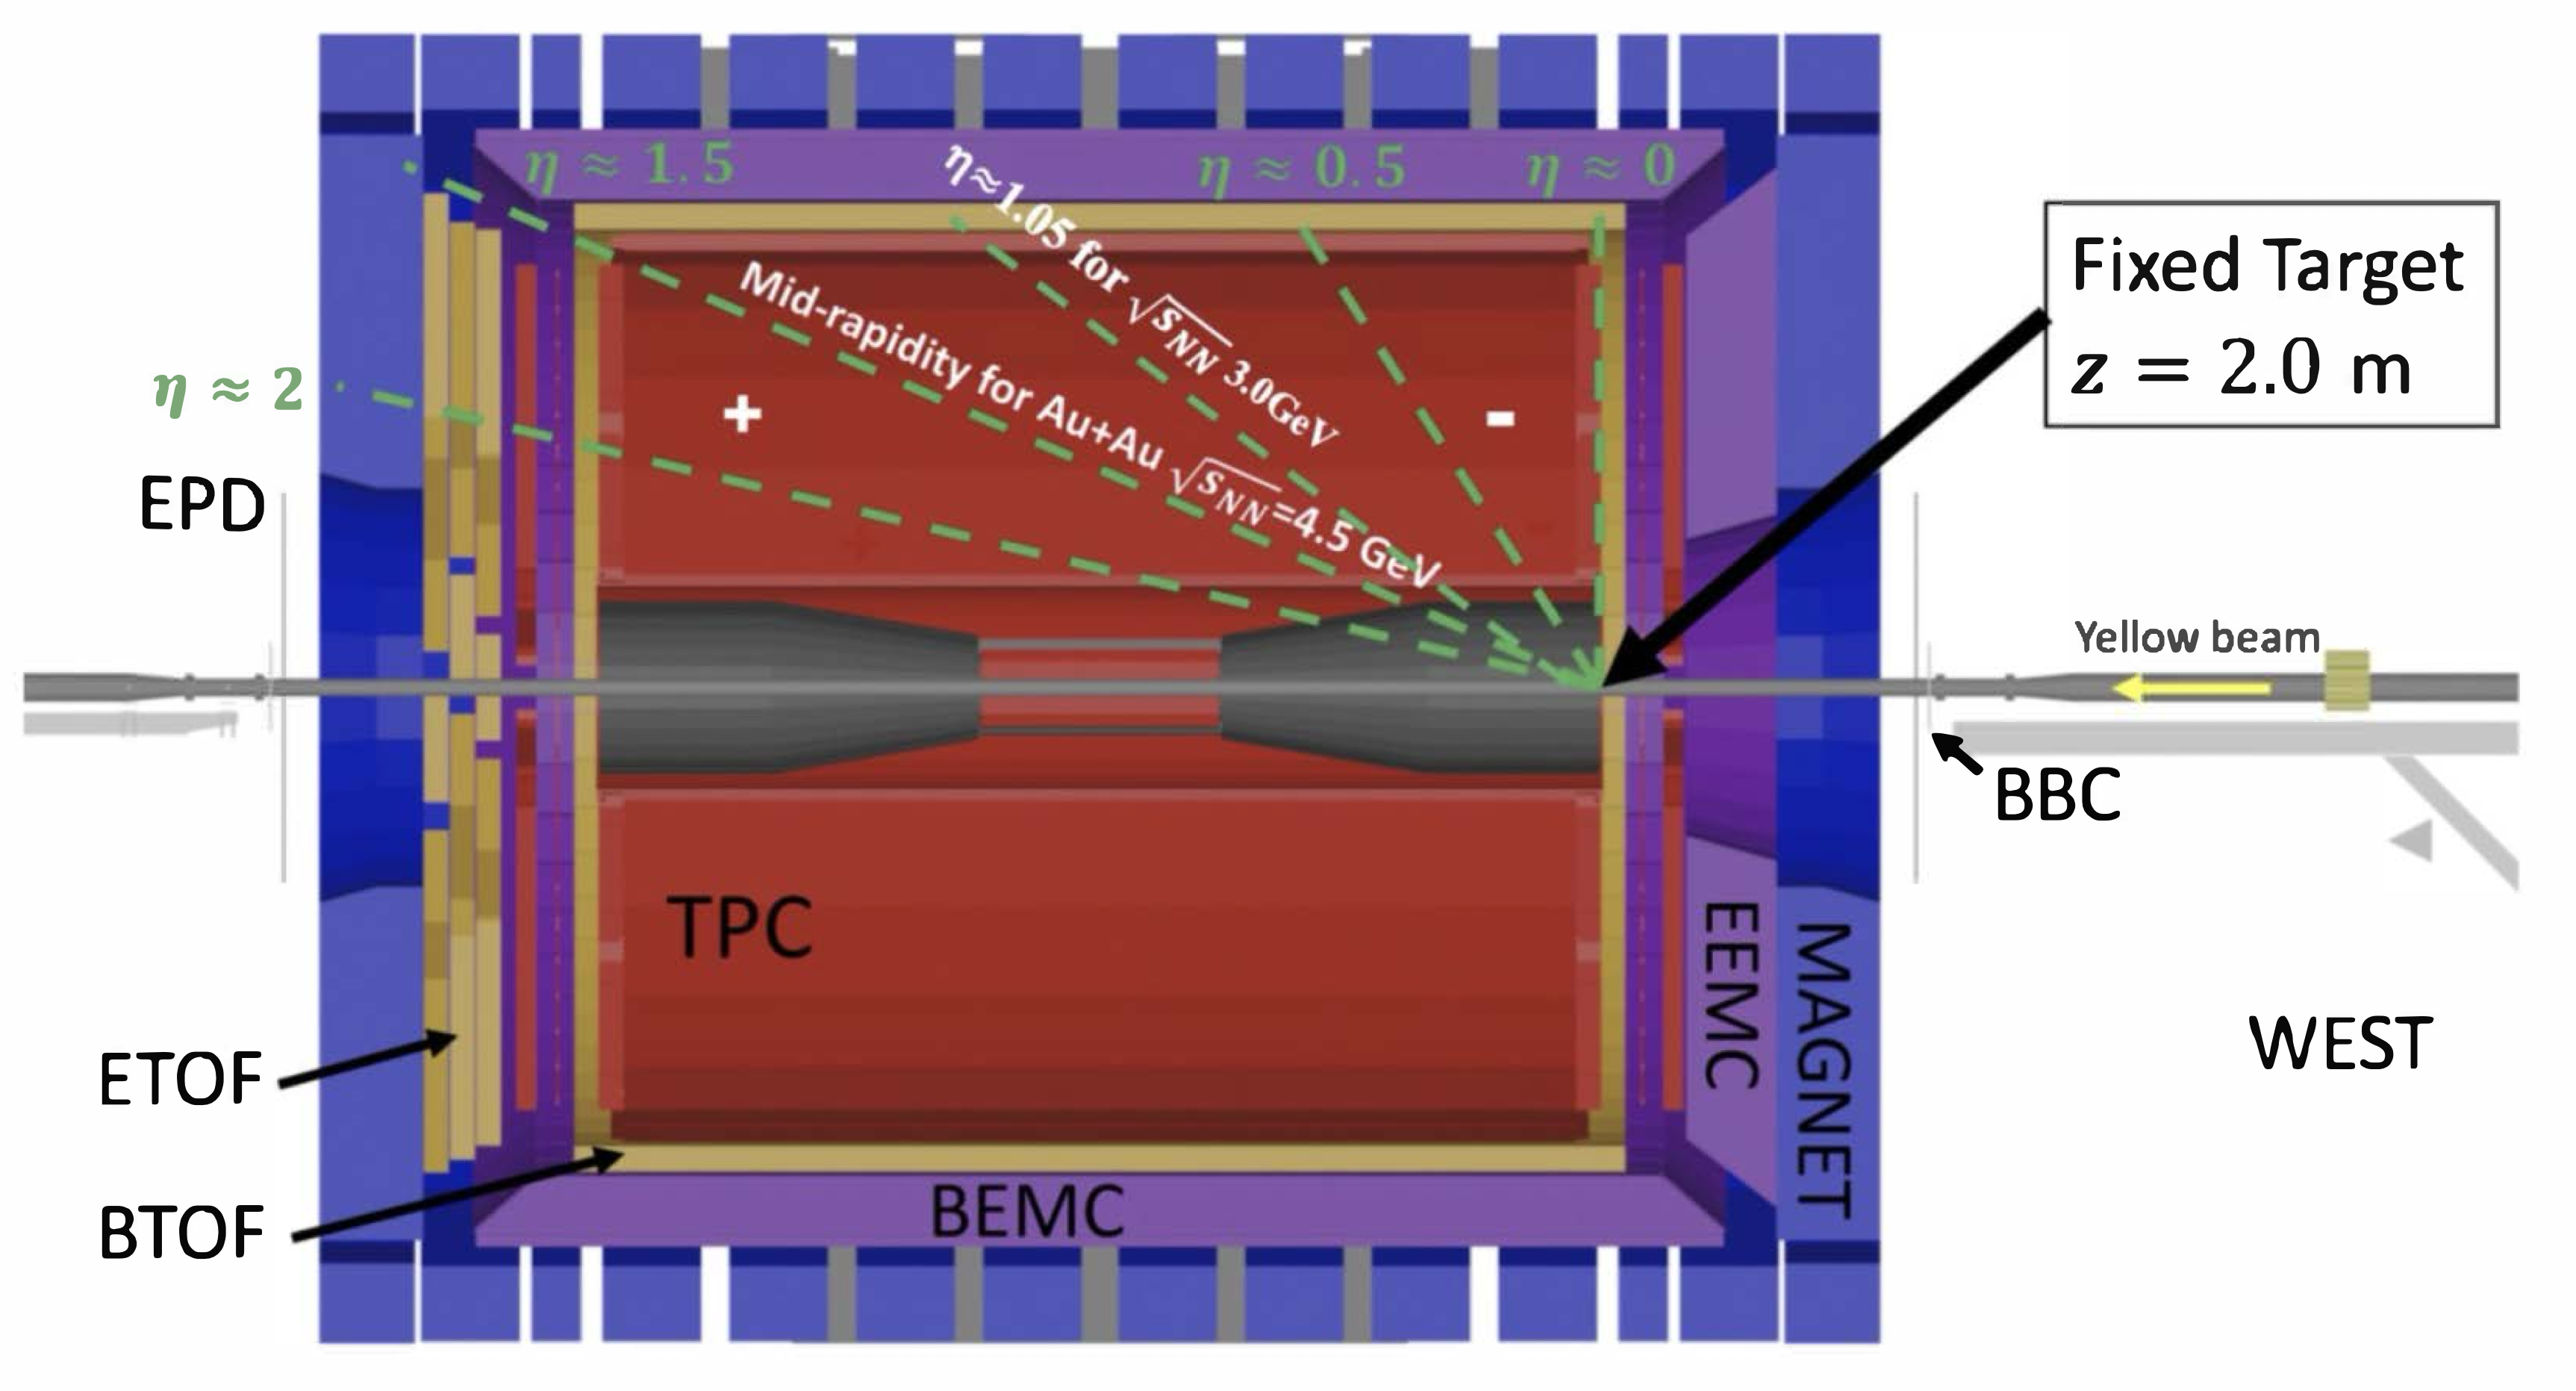 η ≈ 1.5
η≈1.05 for √sNN 3.0GeV
η ≈ 0.5
η ≈ 0
Fixed Target
z = 2.0 m
Mid-rapidity for Au+Au √sNN=4.5 GeV
η ≈ 2
+
-
EPD
Yellow beam
BBC
TPC
EEMC
MAGNET
WEST
ETOF
BTOF
BEMC